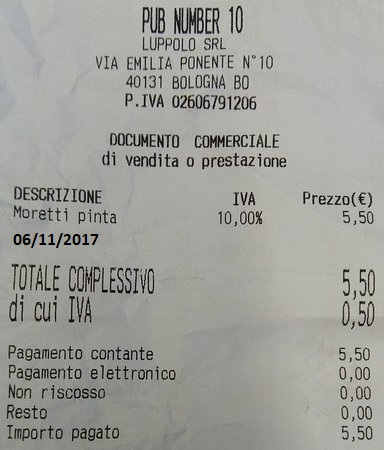 PUB NUMBER 10
LUPPOLO SRL
VIA EMILIA PONENTE N°10
40131 BOLOGNA BO
P.IVA 02606791206
DOCUMENTO COMMERCIALE
di vendita o prestazione
DESCRIZIONE IVA Prezzo(€)
Moretti pinta 10,00% 5,50
06/11/2017
TOTALE COMPLESSIVO 5,50
di cui IVA 0,50
Pagamento contante 5,50
Pagamento elettronico 0,00
Non riscosso 0,00
Resto 0,00
Importo pagato 5,50